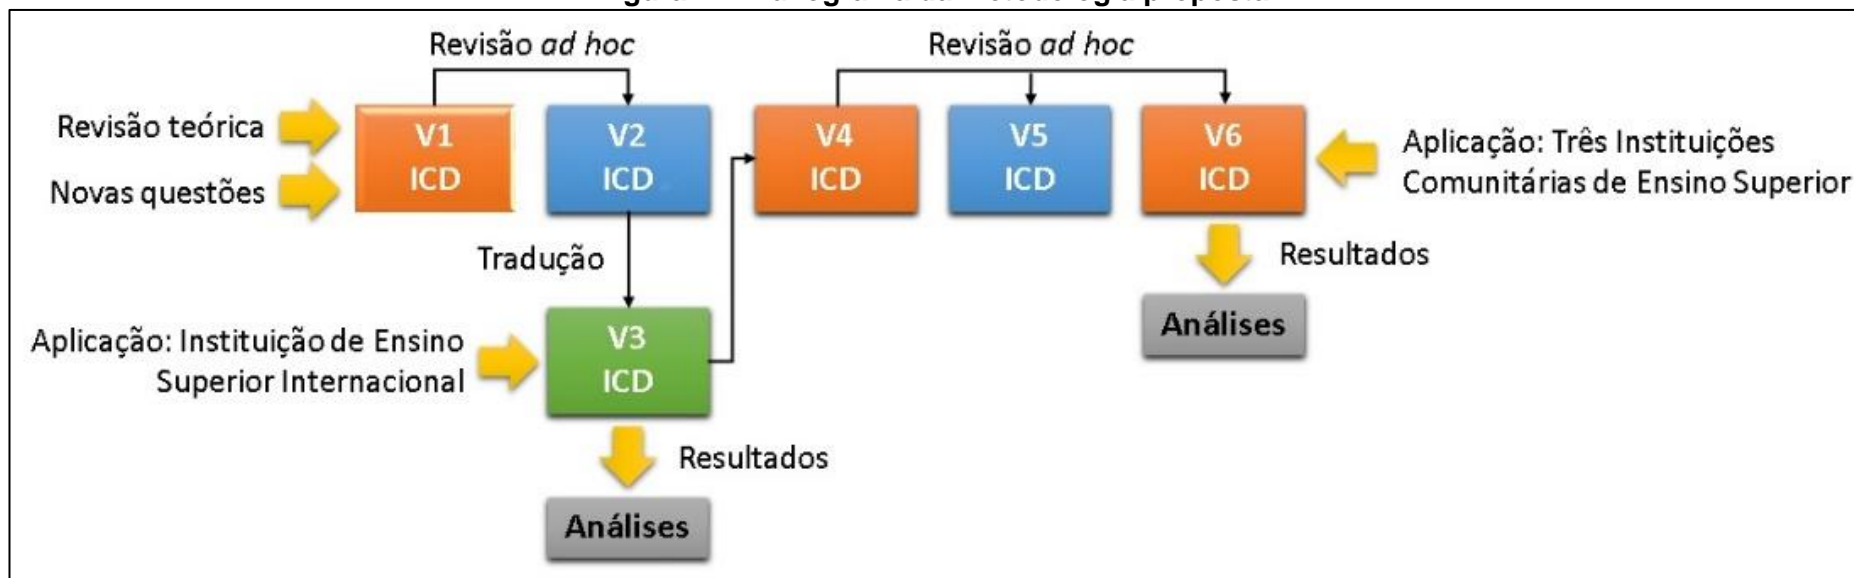 Revisão ad hoc
Revisão ad hoc
Revisão teórica
Novas questões
V1
ICD
V2
ICD
V4
ICD
V5
ICD
V6
ICD
Aplicação: Três Instituições
Comunitárias de Ensino Superior
Tradução
Resultados
Análises
Aplicação: Instituição de Ensino
Superior Internacional
V3
ICD
Resultados
Análises